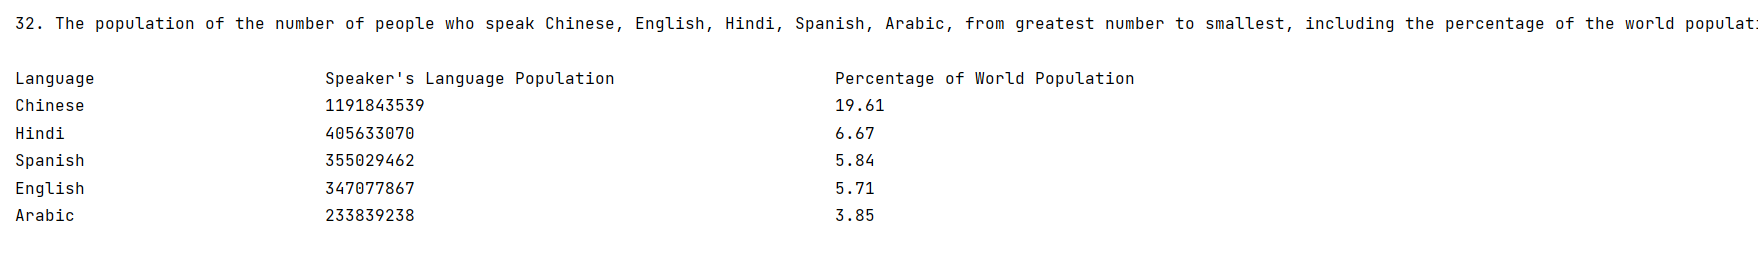 32. The population of the number of people who speak Chinese, English, Hindi, Spanish, Arabic, from greatest number to smallest, including the percentage of the world
Language Speaker's Language Population Percentage of World Population
Chinese 1191843539 19.61
Hindi 405633070 6.67
Spanish 355029462 5.84
English 347077867 5.71
Arabic 233839238 3.85